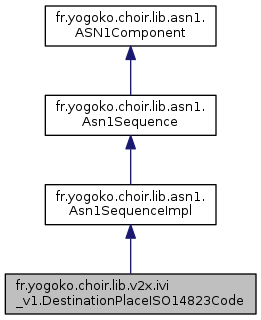 fr.yogoko.choir.lib.asn1.
ASN1Component
fr.yogoko.choir.lib.asn1.
Asn1Sequence
fr.yogoko.choir.lib.asn1.
Asn1SequenceImpl
fr.yogoko.choir.lib.v2x.ivi
_v1.DestinationPlaceISO14823Code